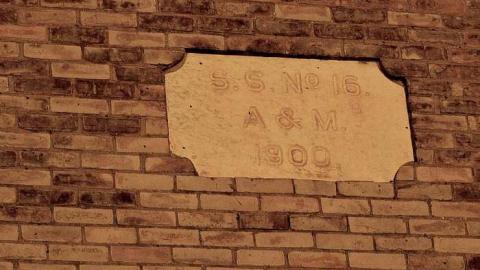 S. S. No 16.
A & M.
1900.